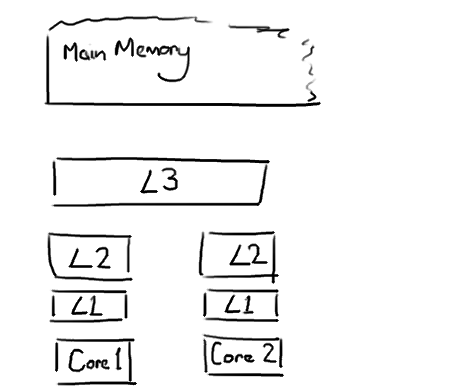 Main Memory
L3
L2 L2
L1 L1
Core 1 Core 2